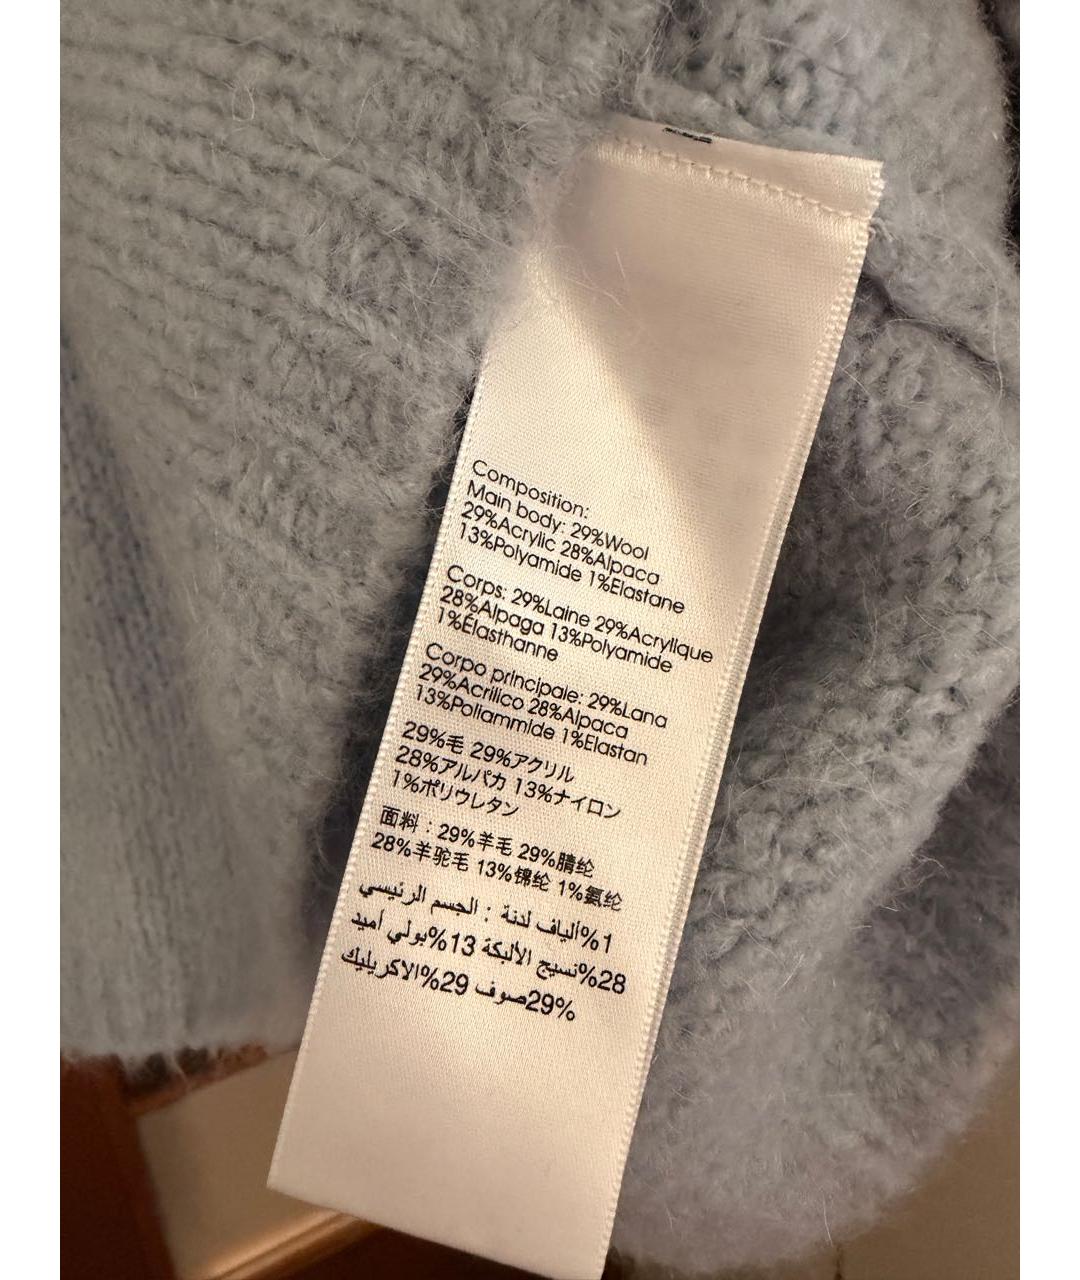 Composition:
Main body: 29%Wool
29%Acrylic 28%Alpaca
13%Polyamide 1%Elastane
Corps: 29%Laine 29%Acryllque
28%Alpaga 13%Polyamide
1%Élasthanne
Corpo principale: 29%Lana
29%Acrilico 28%Alpaca
13%Poliammide 1%Elastan
29%毛 29%アクリル
28%アルパカ 13%ナイロン
1%ポリウレタン
面料：29%羊毛 29%腈纶
28%羊驼毛 13%锦纶 1%氨纶
1%ألياف لدنة : الجسم الرئيسي
28%نسيج الألبكة 13%بولي أميد
29%صوف 29%الاكريليك